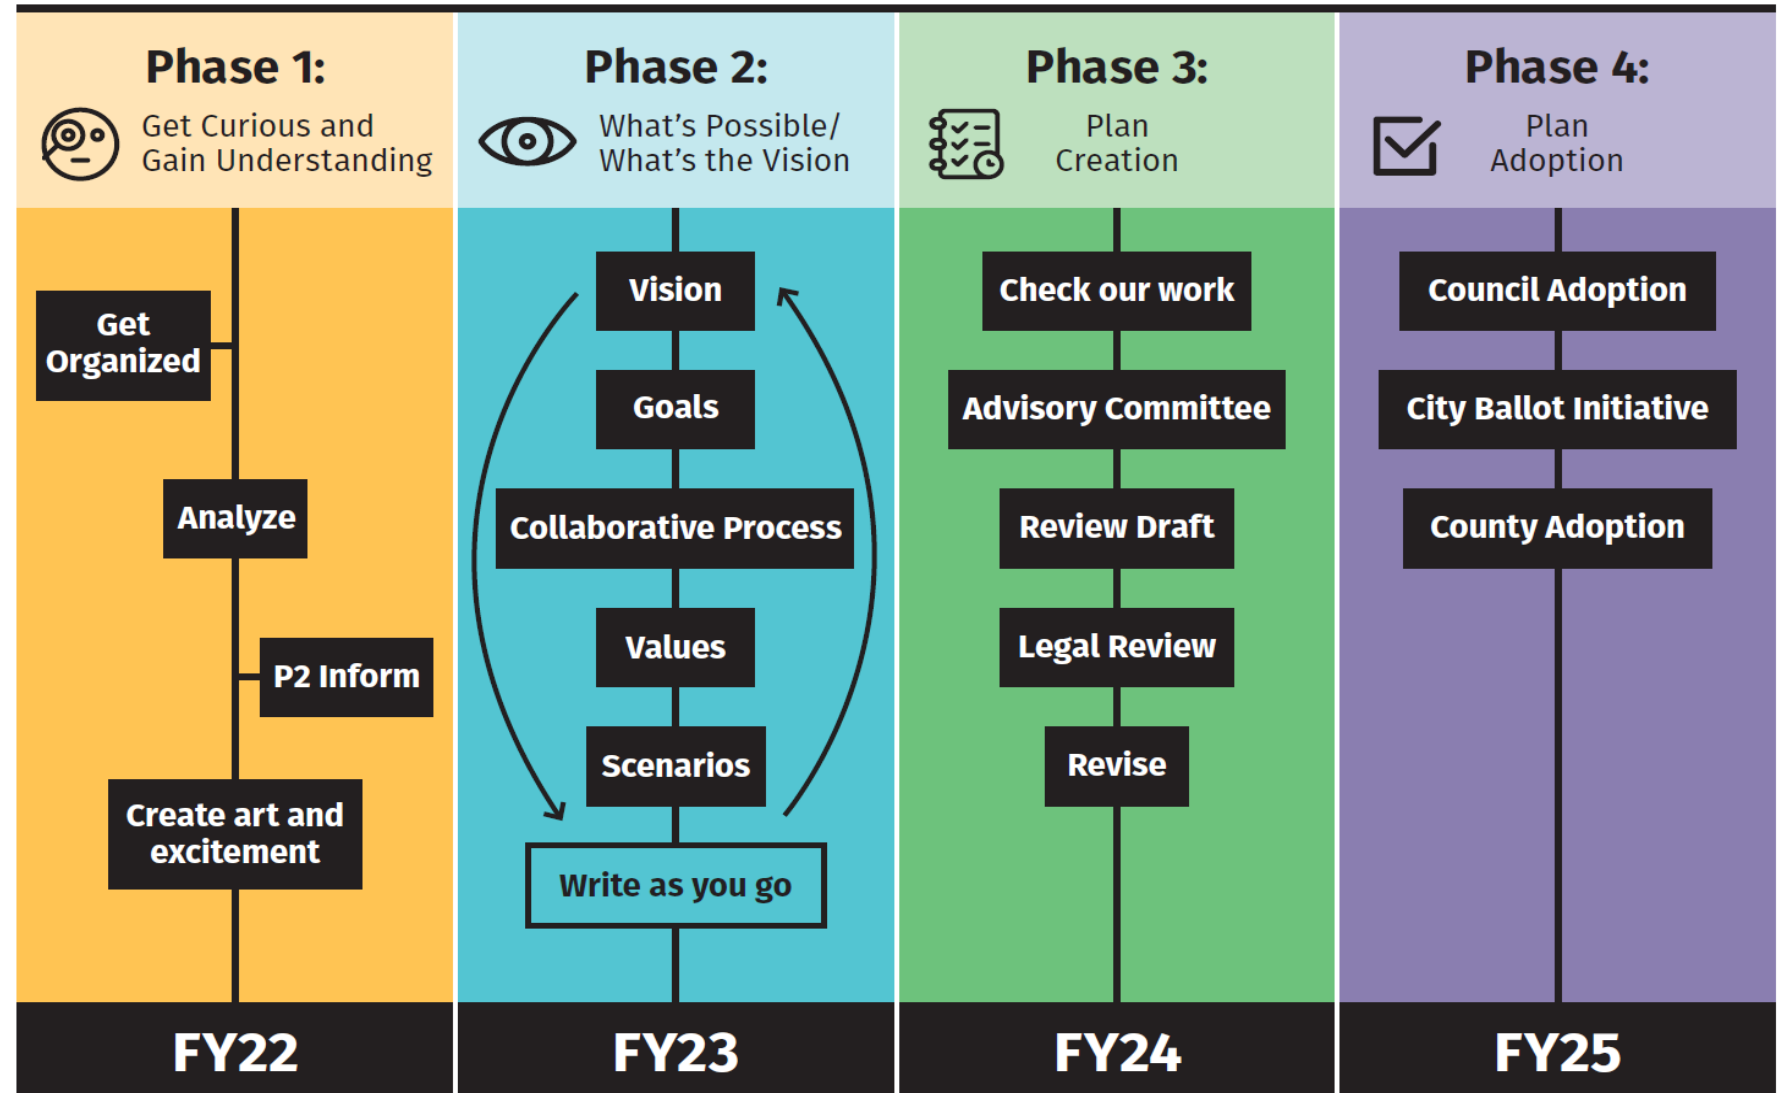 Phase 1:
Get Curious and
Gain Understanding
Get
Organized
Analyze
P2 Inform
Create art and
excitement
FY22
Phase 2:
What's Possible/
What's the Vision
Vision
Goals
Collaborative Process
Values
Scenarios
Write as you go
FY23
Phase 3:
Plan
Creation
Check our work
Advisory Committee
Review Draft
Legal Review
Revise
FY24
Phase 4:
Plan
Adoption
Council Adoption
City Ballot Initiative
County Adoption
FY25